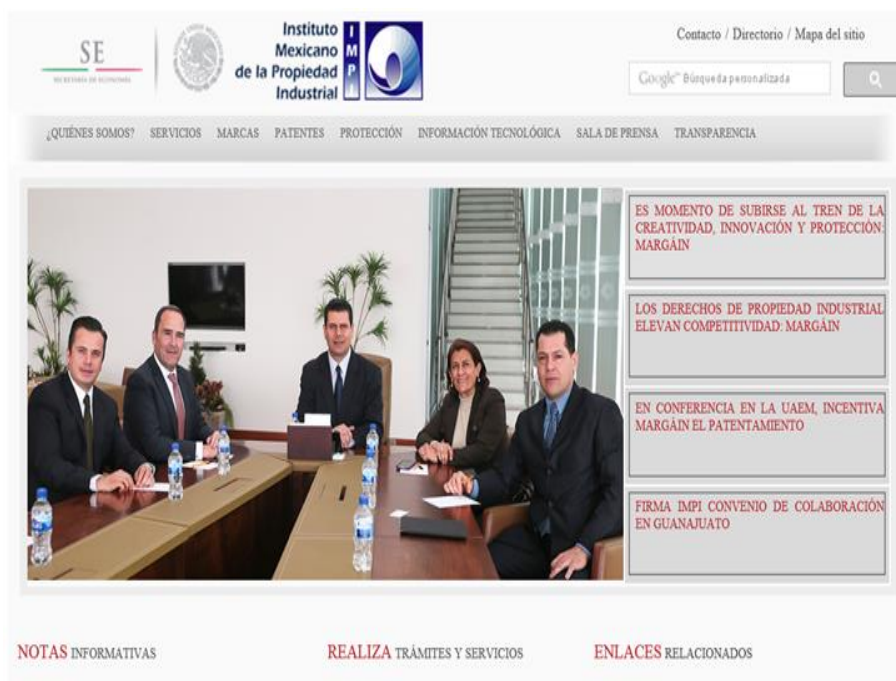 SE
SECRETARÍA DE ECONOMÍA
Instituto
Mexicano
de la Propiedad
Industrial
I
M
P
I
Contacto / Directorio / Mapa del sitio
Google™ Búsqueda personalizada
¿QUIÉNES SOMOS? SERVICIOS MARCAS PATENTES PROTECCIÓN INFORMACIÓN TECNOLÓGICA SALA DE PRENSA TRANSPARENCIA
ES MOMENTO DE SUBIRSE AL TREN DE LA
CREATIVIDAD, INNOVACIÓN Y PROTECCIÓN:
MARGÁIN
LOS DERECHOS DE PROPIEDAD INDUSTRIAL
ELEVAN COMPETITIVIDAD: MARGÁIN
EN CONFERENCIA EN LA UAEM, INCENTIVA
MARGÁIN EL PATENTAMIENTO
FIRMA IMPI CONVENIO DE COLABORACIÓN
EN GUANAJUATO
NOTAS INFORMATIVAS
REALIZA TRÁMITES Y SERVICIOS
ENLACES RELACIONADOS